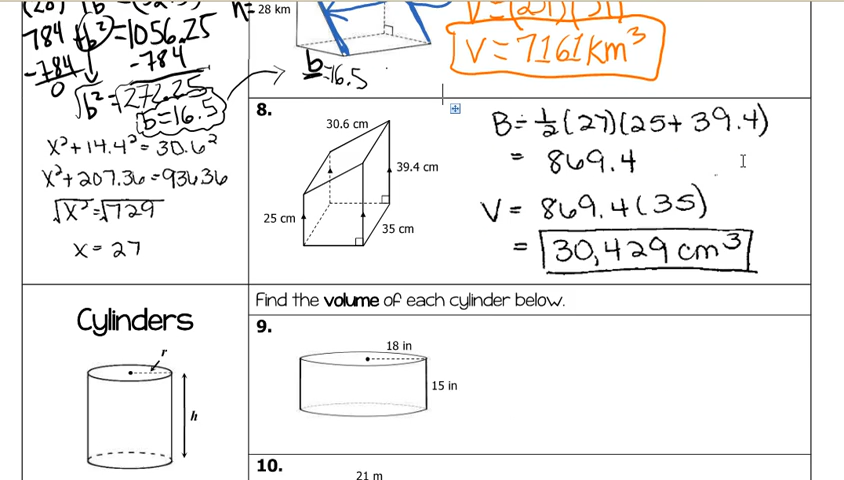 784 + b² = 1056.25
-784 -784
0
√b² = √272.25
b = 16.5
28 km
b = 16.5
V = 7161 km³
x² + 14.4² = 30.6²
x² + 207.36 = 936.36
√x² = √729
x = 27
8.
30.6 cm
39.4 cm
25 cm
35 cm
B = ½(27)(25 + 39.4)
= 869.4
V = 869.4(35)
= 30,429 cm³
Cylinders
r
h
Find the volume of each cylinder below.
9.
18 in
15 in
10.
21 m